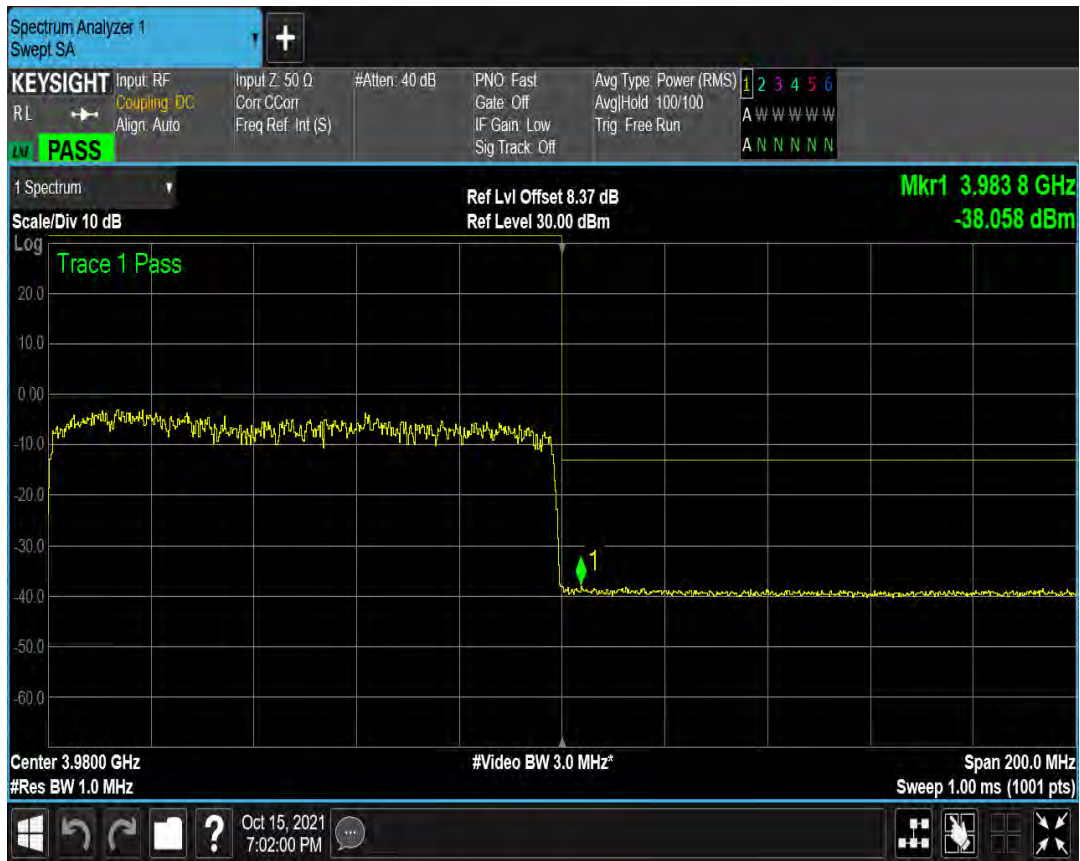 Spectrum Analyzer 1
Swept SA
KEYSIGHT
RL
PASS
Input: RF
Coupling: DC
Align: Auto
Input Z: 50 Ω
Corr CCorr
Freq Ref: Int (S)
#Atten: 40 dB
PNO: Fast
Gate: Off
IF Gain: Low
Sig Track: Off
Avg Type: Power (RMS)
Avg|Hold: 100/100
Trig: Free Run
1 2 3 4 5 6
A W W W W W
A N N N N N
1 Spectrum
Scale/Div 10 dB
Ref Lvl Offset 8.37 dB
Ref Level 30.00 dBm
Mkr1 3.983 8 GHz
-38.058 dBm
Log
Trace 1 Pass
20.0
10.0
0.00
-10.0
-20.0
-30.0
1
-40.0
-50.0
-60.0
Center 3.9800 GHz
#Res BW 1.0 MHz
#Video BW 3.0 MHz*
Span 200.0 MHz
Sweep 1.00 ms (1001 pts)
?
Oct 15, 2021
7:02:00 PM